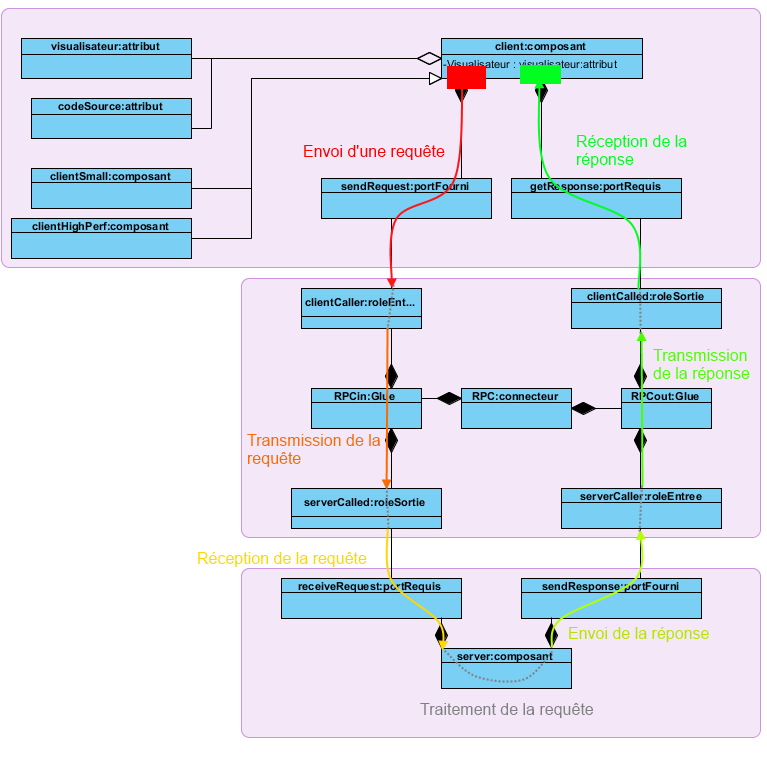 visualisateur:attribut
client:composant
-Visualisateur : visualisateur:attribut
codeSource:attribut
Envoi d'une requête
Réception de la
réponse
clientSmall:composant
sendRequest:portFourni
getResponse:portRequis
clientHighPerf:composant
clientCaller:roleEnt...
clientCalled:roleSortie
Transmission
de la réponse
RPCin:Glue
RPC:connecteur
RPCout:Glue
Transmission de la
requête
serverCalled:roleSortie
serverCaller:roleEntree
Réception de la requête
receiveRequest:portRequis
sendResponse:portFourni
Envoi de la réponse
server:composant
Traitement de la requête